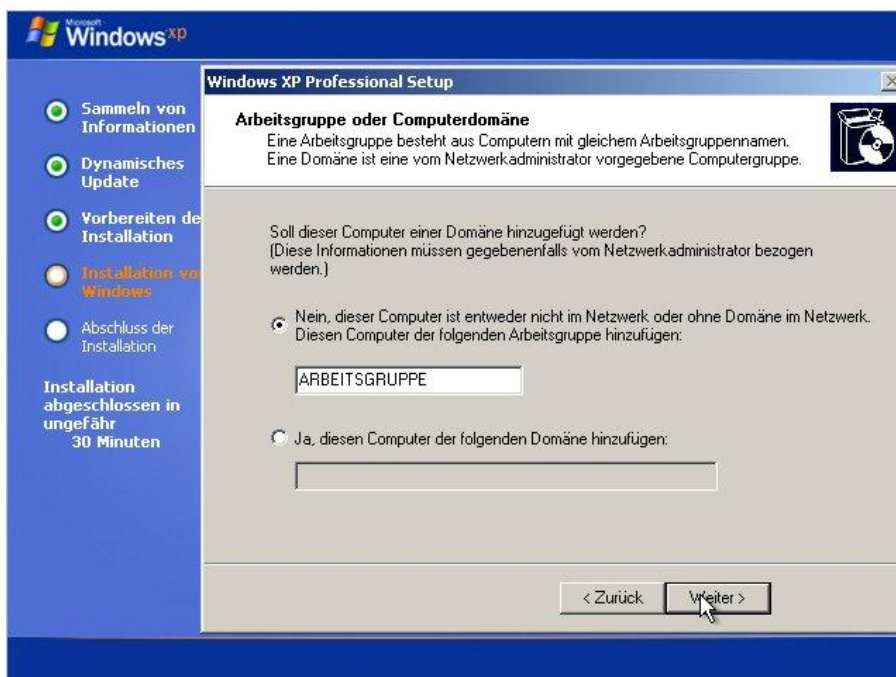 Microsoft
Windows xp
Sammeln von
Informationen
Dynamisches
Update
Vorbereiten de
Installation
Installation vo
Windows
Abschluss der
Installation
Installation
abgeschlossen in
ungefähr
30 Minuten
Windows XP Professional Setup
Arbeitsgruppe oder Computerdomäne
Eine Arbeitsgruppe besteht aus Computern mit gleichem Arbeitsgruppennamen.
Eine Domäne ist eine vom Netzwerkadministrator vorgegebene Computergruppe.
Soll dieser Computer einer Domäne hinzugefügt werden?
(Diese Informationen müssen gegebenenfalls vom Netzwerkadministrator bezogen
werden.)
Nein, dieser Computer ist entweder nicht im Netzwerk oder ohne Domäne im Netzwerk.
Diesen Computer der folgenden Arbeitsgruppe hinzufügen:
ARBEITSGRUPPE
Ja, diesen Computer der folgenden Domäne hinzufügen:
< Zurück
Weiter >